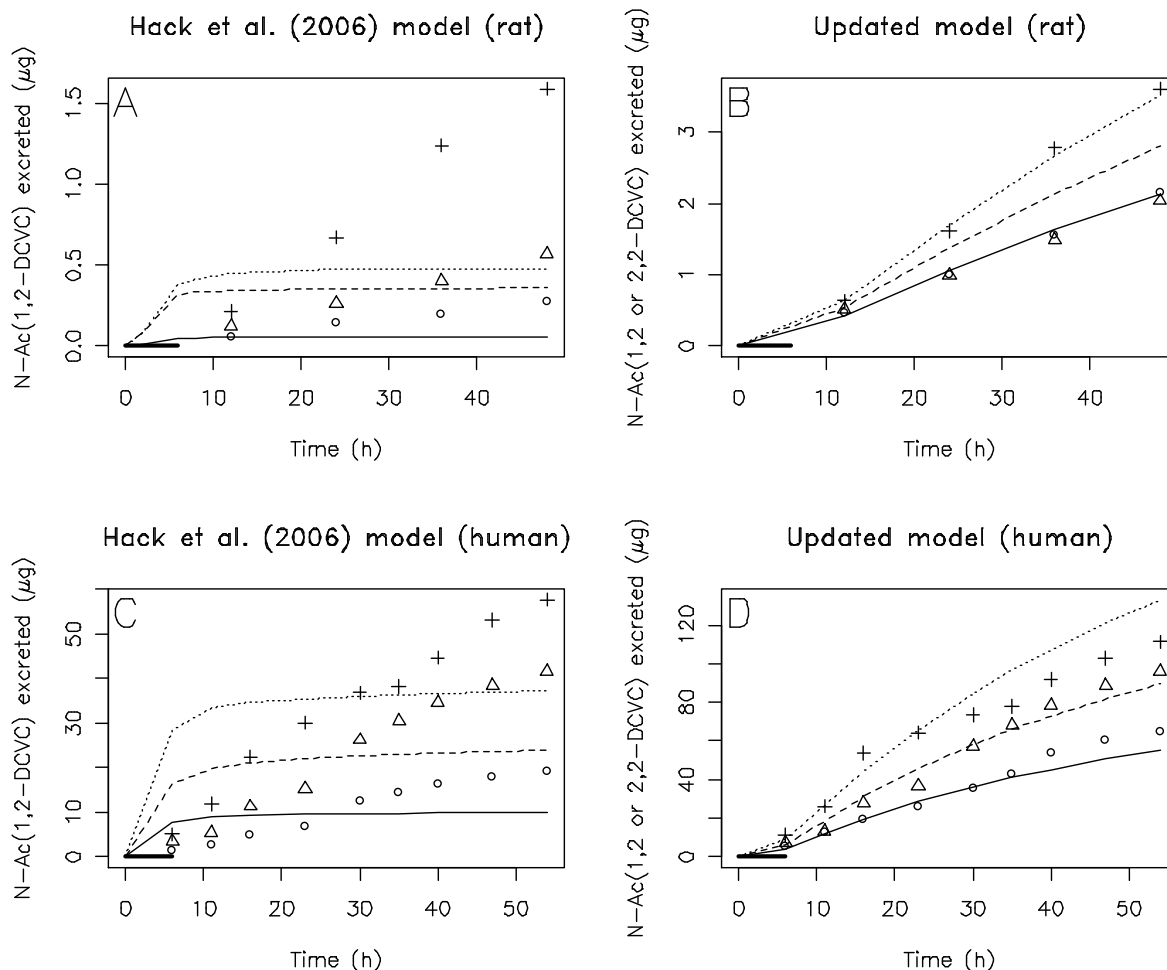 Hack et al. (2006) model (rat)
N-Ac(1,2-DCVC) excreted (μg)
A
0.0 0.5 1.0 1.5
0 10 20 30 40
Time (h)
Updated model (rat)
N-Ac(1,2 or 2,2-DCVC) excreted (μg)
B
0 1 2 3
0 10 20 30 40
Time (h)
Hack et al. (2006) model (human)
N-Ac(1,2-DCVC) excreted (μg)
C
0 10 30 50
0 10 20 30 40 50
Time (h)
Updated model (human)
N-Ac(1,2 or 2,2-DCVC) excreted (μg)
D
0 40 80 120
0 10 20 30 40 50
Time (h)